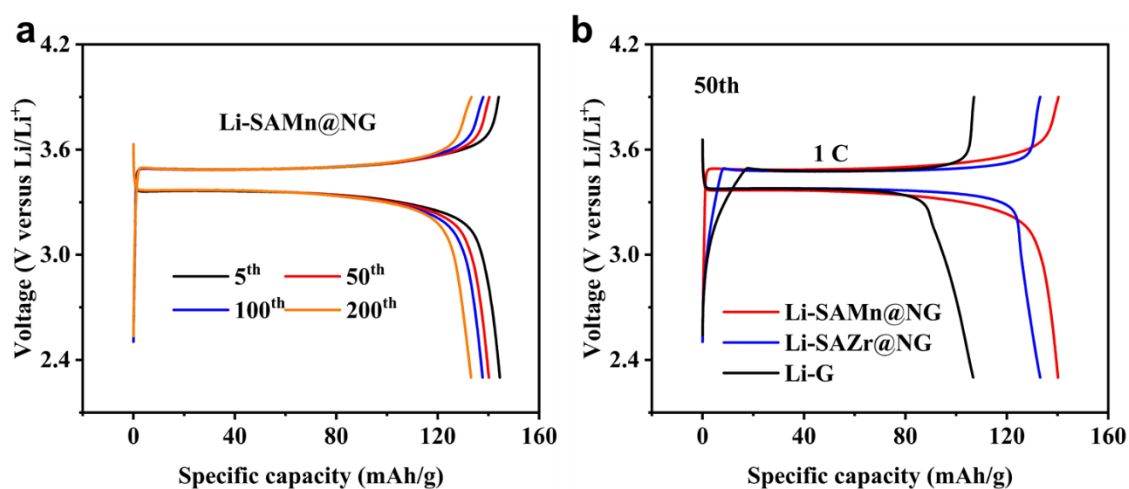 a
Voltage (V versus Li/Li⁺)
4.2
3.6
3.0
2.4
Li-SAMn@NG
5ᵗʰ 50ᵗʰ
100ᵗʰ 200ᵗʰ
0 40 80 120 160
Specific capacity (mAh/g)
b
Voltage (V versus Li/Li⁺)
4.2
3.6
3.0
2.4
50th
1 C
Li-SAMn@NG
Li-SAZr@NG
Li-G
0 40 80 120 160
Specific capacity (mAh/g)